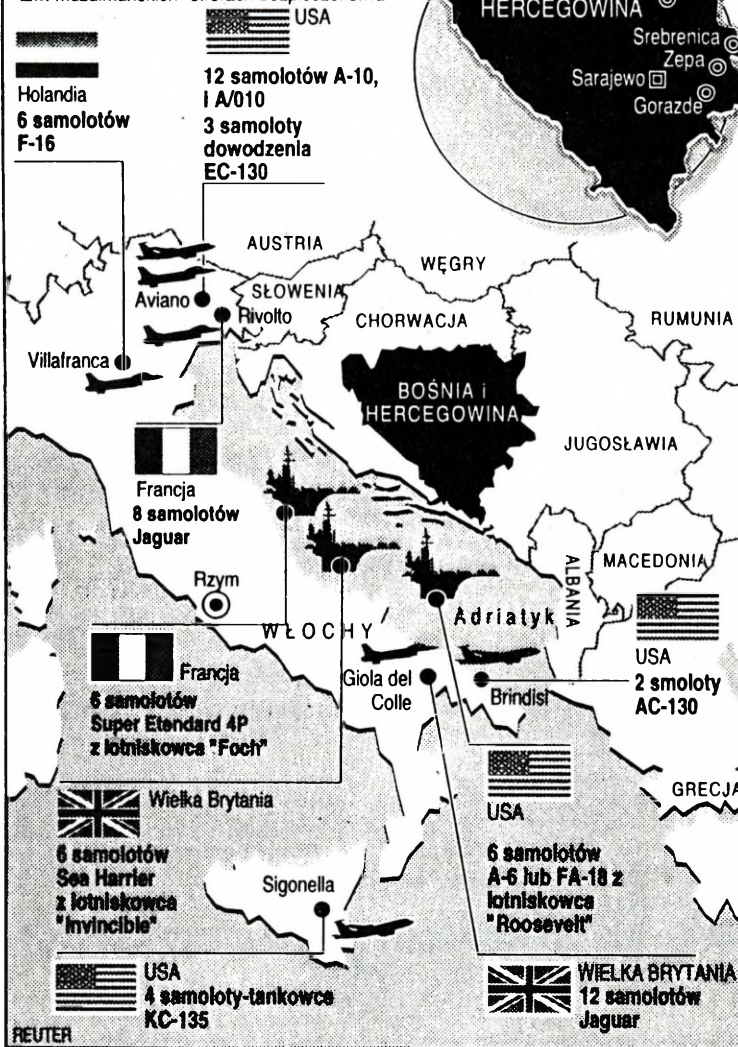 USA
HERCEGOWINA
Srebrenica
Zepa
Sarajewo
Gorazde
Holandia
6 samolotów
F-16
12 samolotów A-10,
i A/010
3 samoloty
dowodzenia
EC-130
AUSTRIA
WĘGRY
SŁOWENIA
Aviano
Rivolto
CHORWACJA
RUMUNIA
Villafranca
BOŚNIA i
HERCEGOWINA
JUGOSŁAWIA
Francja
8 samolotów
Jaguar
Rzym
WŁOCHY
Adriatyk
ALBANIA
MACEDONIA
USA
2 smoloty
AC-130
Francja
6 samolotów
Super Etendard 4P
z lotniskowca "Foch"
Giola del
Colle
Brindisi
GRECJA
Wielka Brytania
6 samolotów
Sea Harrier
z lotniskowca
"Invincible"
USA
6 samolotów
A-6 lub FA-18 z
lotniskowca
"Roosevelt"
Sigonella
USA
4 samoloty-tankowce
KC-135
WIELKA BRYTANIA
12 samolotów
Jaguar
REUTER